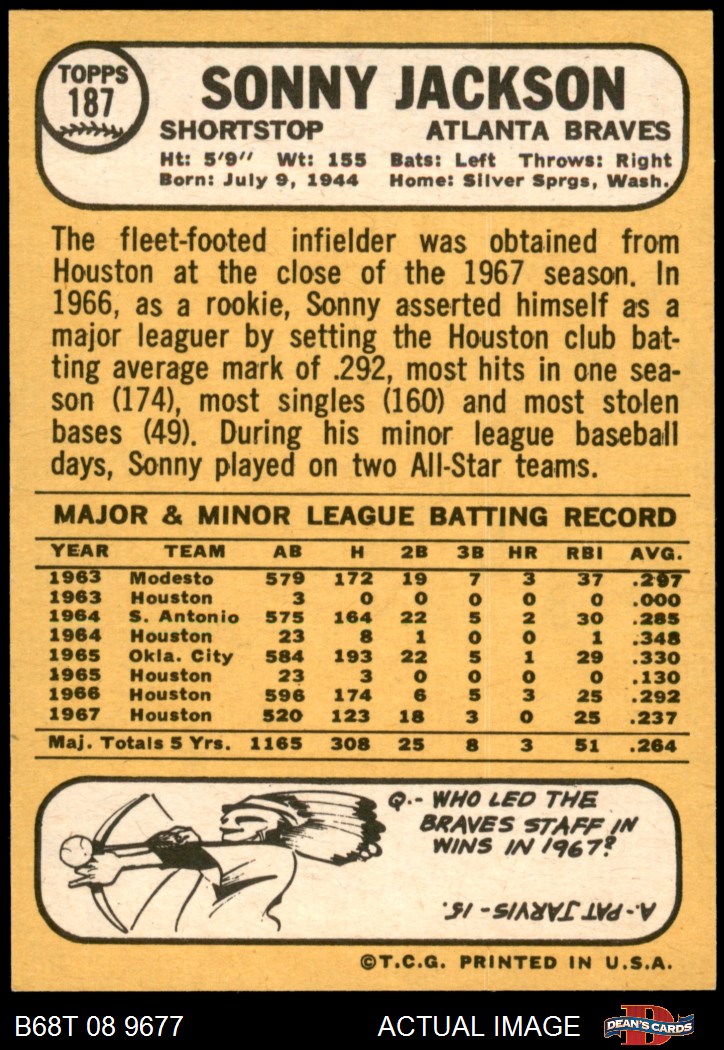 TOPPS
187
SONNY JACKSON
SHORTSTOP ATLANTA BRAVES
Ht: 5'9" Wt: 155 Bats: Left Throws: Right
Born: July 9, 1944 Home: Silver Sprgs, Wash.
The fleet-footed infielder was obtained from
Houston at the close of the 1967 season. In
1966, as a rookie, Sonny asserted himself as a
major leaguer by setting the Houston club bat-
ting average mark of .292, most hits in one sea-
son (174), most singles (160) and most stolen
bases (49). During his minor league baseball
days, Sonny played on two All-Star teams.
MAJOR & MINOR LEAGUE BATTING RECORD
YEAR TEAM AB H 2B 3B HR RBI AVG.
1963 Modesto 579 172 19 7 3 37 .297
1963 Houston 3 0 0 0 0 0 .000
1964 S. Antonio 575 164 22 5 2 30 .285
1964 Houston 23 8 1 0 0 1 .348
1965 Okla. City 584 193 22 5 1 29 .330
1965 Houston 23 3 0 0 0 0 .130
1966 Houston 596 174 6 5 3 25 .292
1967 Houston 520 123 18 3 0 25 .237
Maj. Totals 5 Yrs. 1165 308 25 8 3 51 .264
Q.- WHO LED THE
BRAVES STAFF IN
WINS IN 1967?
A.- PAT JARVIS - 15.
©T.C.G. PRINTED IN U.S.A.
B68T 08 9677 ACTUAL IMAGE
D
DEAN'S CARDS